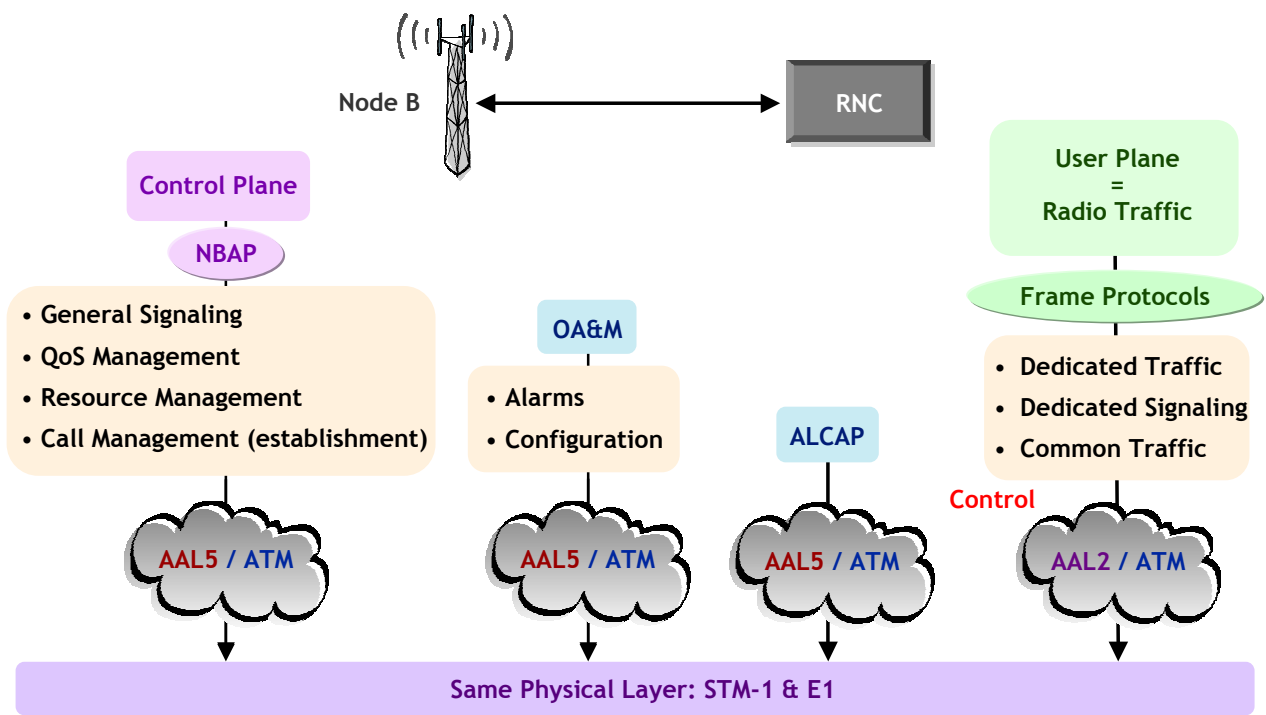 Node B
RNC
Control Plane
NBAP
• General Signaling
• QoS Management
• Resource Management
• Call Management (establishment)
AAL5 / ATM
OA&M
• Alarms
• Configuration
AAL5 / ATM
ALCAP
AAL5 / ATM
User Plane
=
Radio Traffic
Frame Protocols
• Dedicated Traffic
• Dedicated Signaling
• Common Traffic
Control
AAL2 / ATM
Same Physical Layer: STM-1 & E1